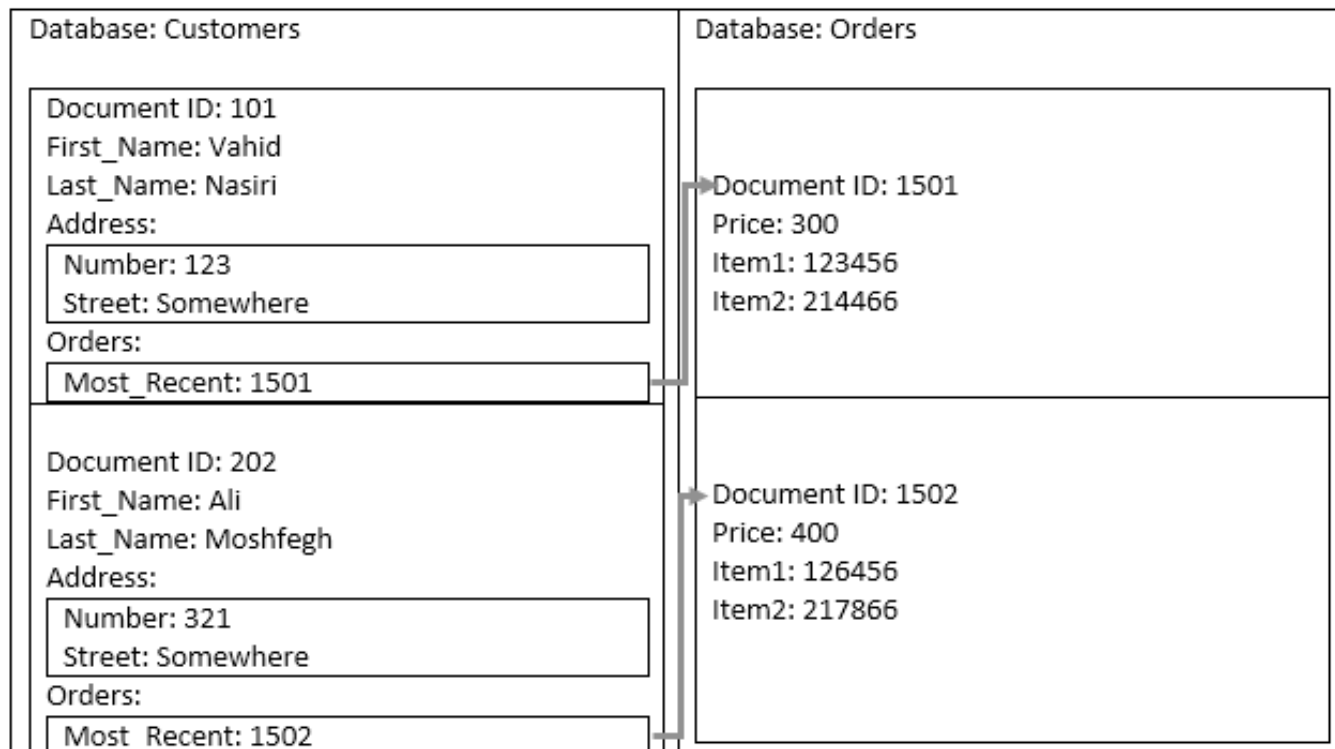 Database: Customers
Document ID: 101
First_Name: Vahid
Last_Name: Nasiri
Address:
Number: 123
Street: Somewhere
Orders:
Most_Recent: 1501
Document ID: 202
First_Name: Ali
Last_Name: Moshfegh
Address:
Number: 321
Street: Somewhere
Orders:
Most_Recent: 1502
Database: Orders
Document ID: 1501
Price: 300
Item1: 123456
Item2: 214466
Document ID: 1502
Price: 400
Item1: 126456
Item2: 217866